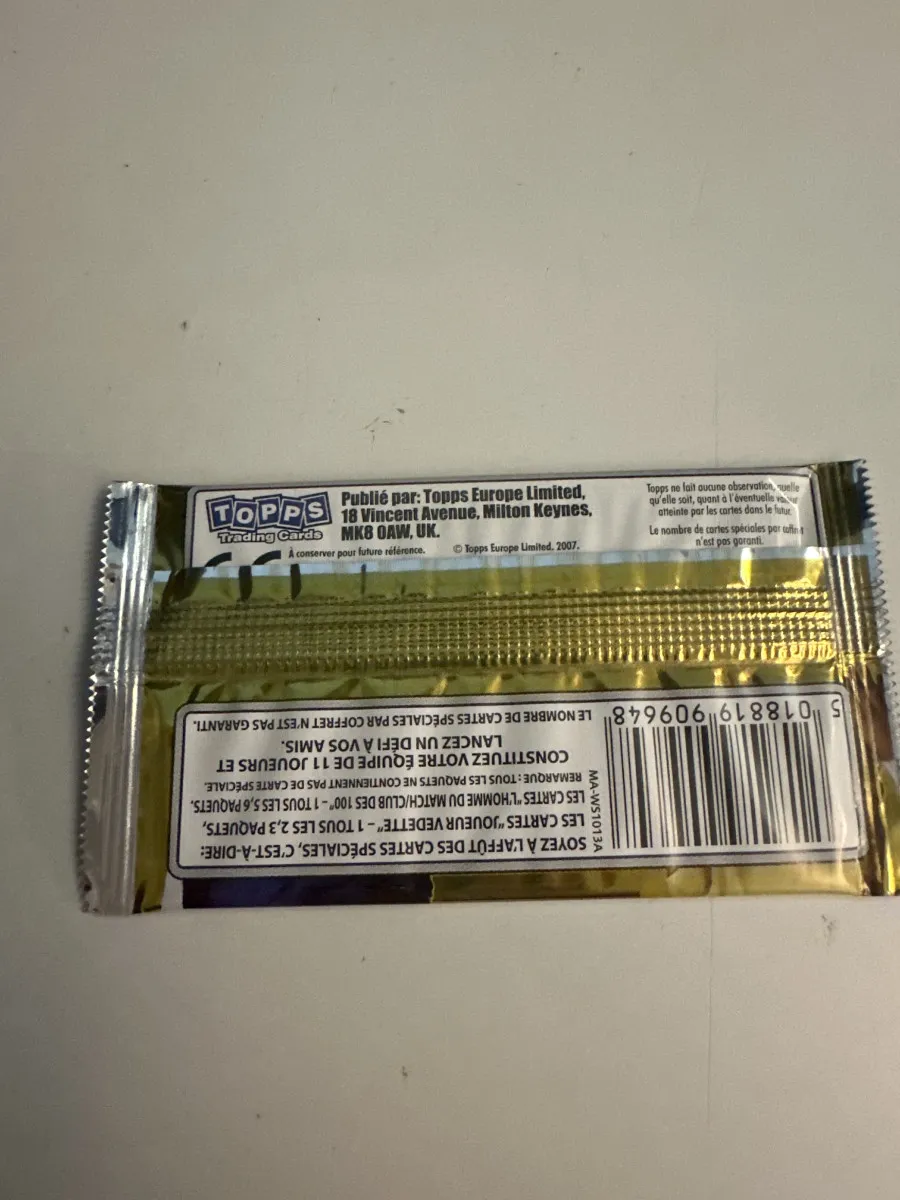 TOPPS
Trading Cards
Publié par: Topps Europe Limited,
18 Vincent Avenue, Milton Keynes,
MK8 0AW, UK.
À conserver pour future référence.
© Topps Europe Limited, 2007.
Topps ne fait aucune observation, quelle
qu'elle soit, quant à l'éventuelle valeur
atteinte par les cartes dans le futur.
Le nombre de cartes spéciales par coffret
n'est pas garanti.
SOYEZ À L'AFFÛT DES CARTES SPÉCIALES, C'EST-À-DIRE:
LES CARTES "JOUEUR VEDETTE" – 1 TOUS LES 2,3 PAQUETS,
LES CARTES "L'HOMME DU MATCH/CLUB DES 100" – 1 TOUS LES 5,6 PAQUETS.
REMARQUE : TOUS LES PAQUETS NE CONTIENNENT PAS DE CARTE SPÉCIALE.
CONSTITUEZ VOTRE ÉQUIPE DE 11 JOUEURS ET
LANCEZ UN DÉFI À VOS AMIS.
LE NOMBRE DE CARTES SPÉCIALES PAR COFFRET N'EST PAS GARANTI.
MA-WS1013A
5 018819 909648